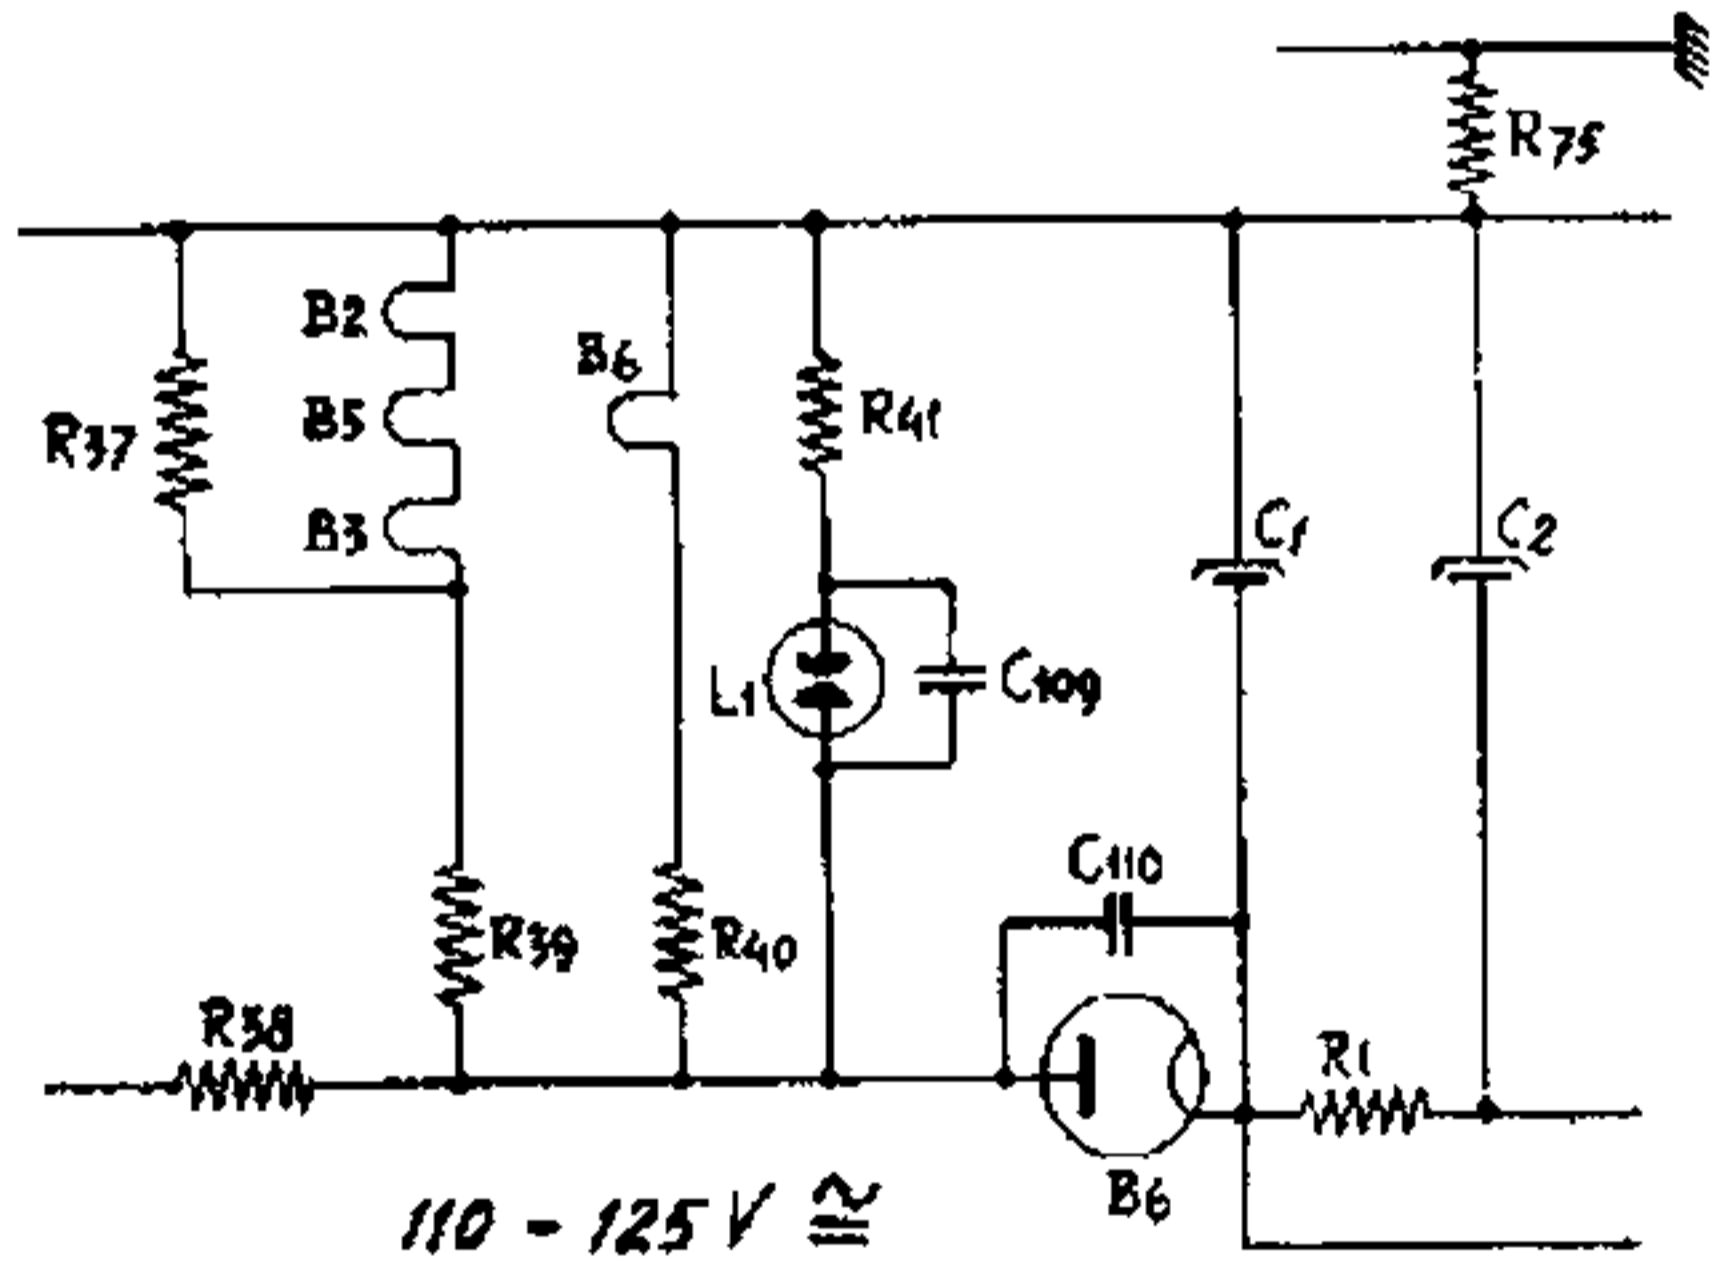 R75
B2
B6
R37
B5
R41
B3
C1
C2
L1
C109
C110
R39
R40
R38
R1
B6
110 - 125 V ≅